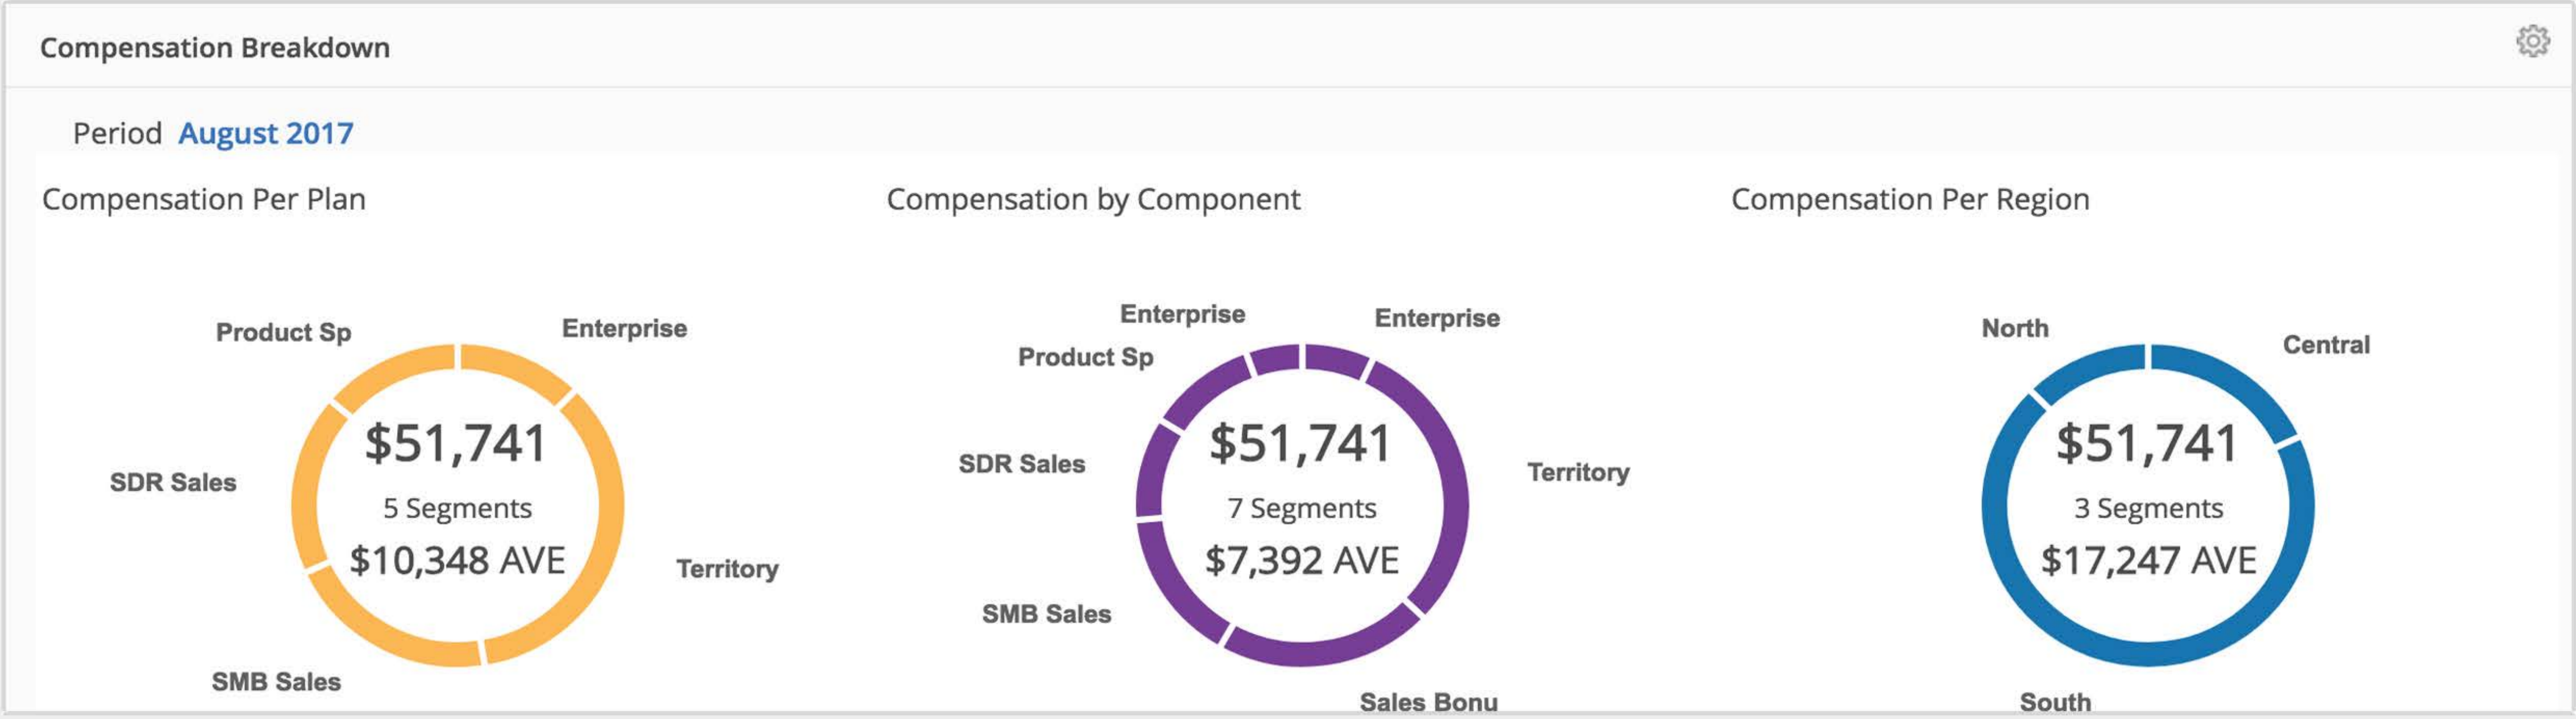 Compensation Breakdown
Period August 2017
Compensation Per Plan
Product Sp
Enterprise
SDR Sales
$51,741
5 Segments
$10,348 AVE
Territory
SMB Sales
Compensation by Component
Enterprise
Enterprise
Product Sp
SDR Sales
$51,741
Territory
7 Segments
$7,392 AVE
SMB Sales
Sales Bonu
Compensation Per Region
North
Central
$51,741
3 Segments
$17,247 AVE
South